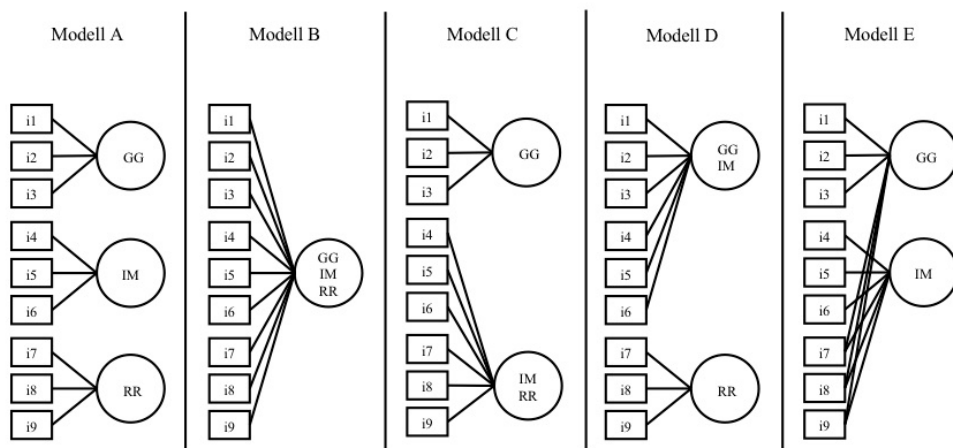 Modell A
i1
i2
i3
GG
i4
i5
i6
IM
i7
i8
i9
RR
Modell B
i1
i2
i3
i4
i5
i6
i7
i8
i9
GG
IM
RR
Modell C
i1
i2
i3
GG
i4
i5
i6
i7
i8
i9
IM
RR
Modell D
i1
i2
i3
i4
i5
i6
GG
IM
i7
i8
i9
RR
Modell E
i1
i2
i3
GG
i4
i5
i6
IM
i7
i8
i9